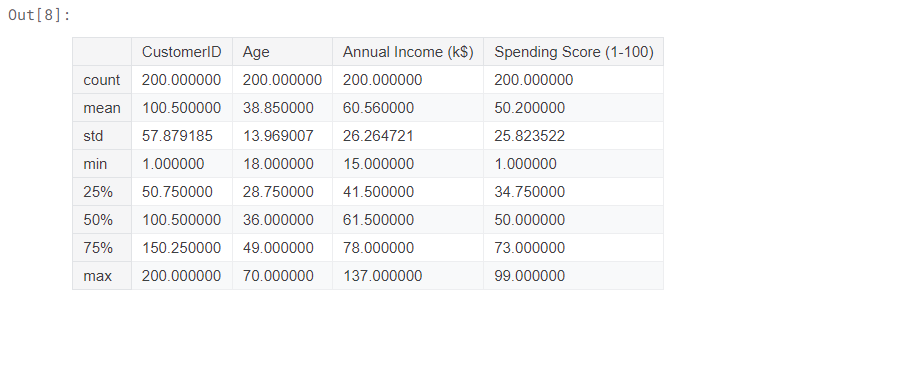 Out[8]:
CustomerID Age Annual Income (k$) Spending Score (1-100)
count 200.000000 200.000000 200.000000 200.000000
mean 100.500000 38.850000 60.560000 50.200000
std 57.879185 13.969007 26.264721 25.823522
min 1.000000 18.000000 15.000000 1.000000
25% 50.750000 28.750000 41.500000 34.750000
50% 100.500000 36.000000 61.500000 50.000000
75% 150.250000 49.000000 78.000000 73.000000
max 200.000000 70.000000 137.000000 99.000000